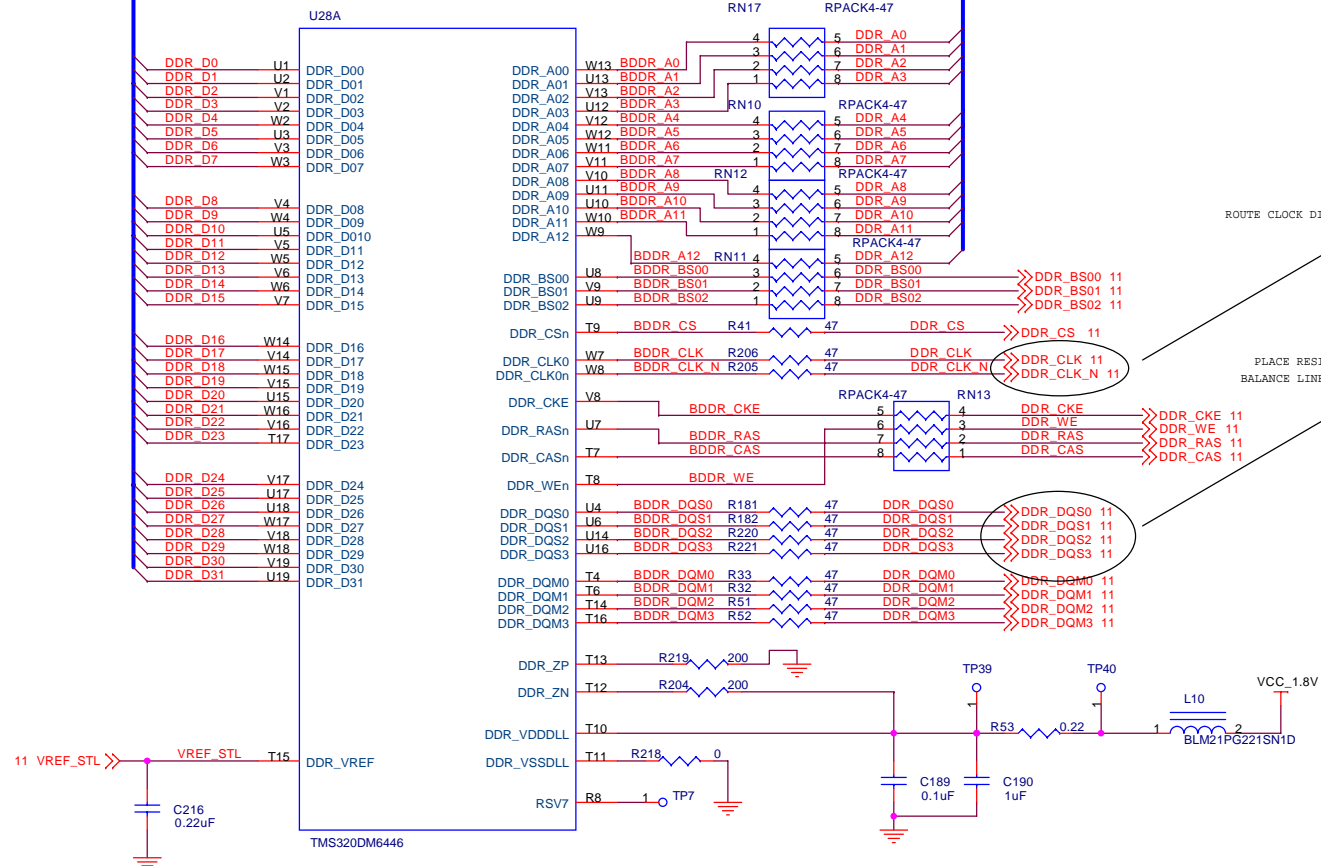 RN17 RPACK4-47
U28A
4 5 DDR_A0
3 6 DDR_A1
2 7 DDR_A2
1 8 DDR_A3
DDR_D0 U1 DDR_D00 DDR_A00 W13 BDDR_A0
DDR_D1 U2 DDR_D01 DDR_A01 U13 BDDR_A1
DDR_D2 V1 DDR_D02 DDR_A02 V13 BDDR_A2
DDR_D3 V2 DDR_D03 DDR_A03 U12 BDDR_A3 RN10 RPACK4-47
DDR_D4 W2 DDR_D04 DDR_A04 V12 BDDR_A4 4 5 DDR_A4
DDR_D5 U3 DDR_D05 DDR_A05 W12 BDDR_A5 3 6 DDR_A5
DDR_D6 V3 DDR_D06 DDR_A06 W11 BDDR_A6 2 7 DDR_A6
DDR_D7 W3 DDR_D07 DDR_A07 V11 BDDR_A7 1 8 DDR_A7
DDR_A08 V10 BDDR_A8 RN12 RPACK4-47
DDR_A09 U11 BDDR_A9 4 5 DDR_A8
DDR_D8 V4 DDR_D08 DDR_A10 U10 BDDR_A10 3 6 DDR_A9
DDR_D9 W4 DDR_D09 DDR_A11 W10 BDDR_A11 2 7 DDR_A10
DDR_D10 U5 DDR_D010 DDR_A12 W9 1 8 DDR_A11
ROUTE CLOCK DI
RPACK4-47
DDR_D11 V5 DDR_D11
DDR_D12 W5 DDR_D12 BDDR_A12 RN11 4 5 DDR_A12
DDR_D13 V6 DDR_D13 DDR_BS00 U8 BDDR_BS00 3 6 DDR_BS00 DDR_BS00 11
DDR_D14 W6 DDR_D14 DDR_BS01 V9 BDDR_BS01 2 7 DDR_BS01 DDR_BS01 11
DDR_D15 V7 DDR_D15 DDR_BS02 U9 BDDR_BS02 1 8 DDR_BS02 DDR_BS02 11
DDR_CSn T9 BDDR_CS R41 47 DDR_CS DDR_CS 11
DDR_D16 W14 DDR_D16
DDR_D17 V14 DDR_D17 DDR_CLK0 W7 BDDR_CLK R206 47 DDR_CLK DDR_CLK 11
DDR_D18 W15 DDR_D18 DDR_CLK0n W8 BDDR_CLK_N R205 47 DDR_CLK_N DDR_CLK_N 11
PLACE RESI
BALANCE LINE
DDR_D19 V15 DDR_D19
DDR_D20 U15 DDR_D20 DDR_CKE V8 RPACK4-47 RN13
DDR_D21 W16 DDR_D21 BDDR_CKE 5 4 DDR_CKE DDR_CKE 11
DDR_D22 V16 DDR_D22 DDR_RASn U7 6 3 DDR_WE DDR_WE 11
DDR_D23 T17 DDR_D23 BDDR_RAS 7 2 DDR_RAS DDR_RAS 11
DDR_CASn T7 BDDR_CAS 8 1 DDR_CAS DDR_CAS 11
DDR_D24 V17 DDR_D24 DDR_WEn T8 BDDR_WE
DDR_D25 U17 DDR_D25
DDR_D26 U18 DDR_D26 DDR_DQS0 U4 BDDR_DQS0 R181 47 DDR_DQS0 DDR_DQS0 11
DDR_D27 W17 DDR_D27 DDR_DQS1 U6 BDDR_DQS1 R182 47 DDR_DQS1 DDR_DQS1 11
DDR_D28 V18 DDR_D28 DDR_DQS2 U14 BDDR_DQS2 R220 47 DDR_DQS2 DDR_DQS2 11
DDR_D29 W18 DDR_D29 DDR_DQS3 U16 BDDR_DQS3 R221 47 DDR_DQS3 DDR_DQS3 11
DDR_D30 V19 DDR_D30
DDR_D31 U19 DDR_D31 DDR_DQM0 T4 BDDR_DQM0 R33 47 DDR_DQM0 DDR_DQM0 11
DDR_DQM1 T6 BDDR_DQM1 R32 47 DDR_DQM1 DDR_DQM1 11
DDR_DQM2 T14 BDDR_DQM2 R51 47 DDR_DQM2 DDR_DQM2 11
DDR_DQM3 T16 BDDR_DQM3 R52 47 DDR_DQM3 DDR_DQM3 11
DDR_ZP T13 R219 200
TP39 TP40
DDR_ZN T12 R204 200
VCC_1.8V
L10
1 1
DDR_VDDDLL T10 R53 0.22 1 2
BLM21PG221SN1D
11 VREF_STL VREF_STL T15 DDR_VREF DDR_VSSDLL T11 R218 0
C189 C190
0.1uF 1uF
RSV7 R8 1 TP7
C216
0.22uF
TMS320DM6446